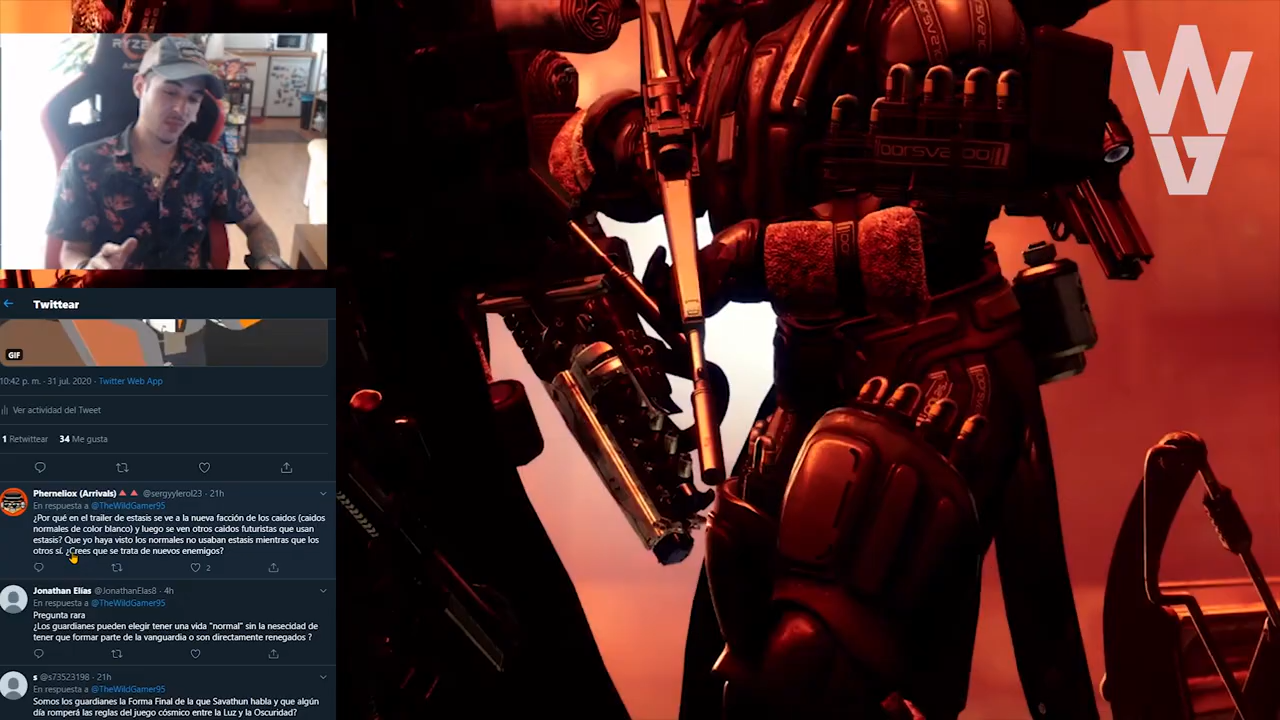 RYZE
WG
Twittear
GIF
10:42 p. m. · 31 jul. 2020 · Twitter Web App
Ver actividad del Tweet
1 Retwittear 34 Me gusta
Pherneliox (Arrivals) @sergyylerol23 · 21h
En respuesta a @TheWildGamer95
¿Por qué en el trailer de estasis se ve a la nueva facción de los caidos (caidos
normales de color blanco) y luego se ven otros caidos futuristas que usan
estasis? Que yo haya visto los normales no usaban estasis mientras que los
otros sí. ¿Crees que se trata de nuevos enemigos?
2
Jonathan Elías @JonathanElas8 · 4h
En respuesta a @TheWildGamer95
Pregunta rara
¿Los guardianes pueden elegir tener una vida "normal" sin la nesecidad de
tener que formar parte de la vanguardia o son directamente renegados ?
s @s73523198 · 21h
En respuesta a @TheWildGamer95
Somos los guardianes la Forma Final de la que Savathun habla y que algún
día romperá las reglas del juego cósmico entre la Luz y la Oscuridad?